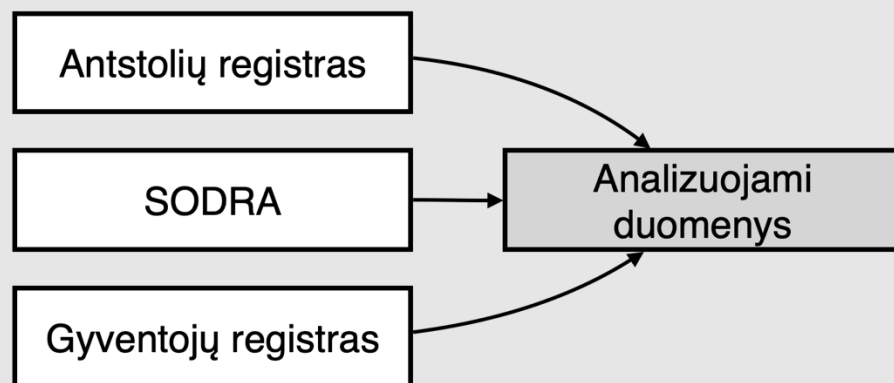 Antstolių registras
SODRA
Analizuojami
duomenys
Gyventojų registras